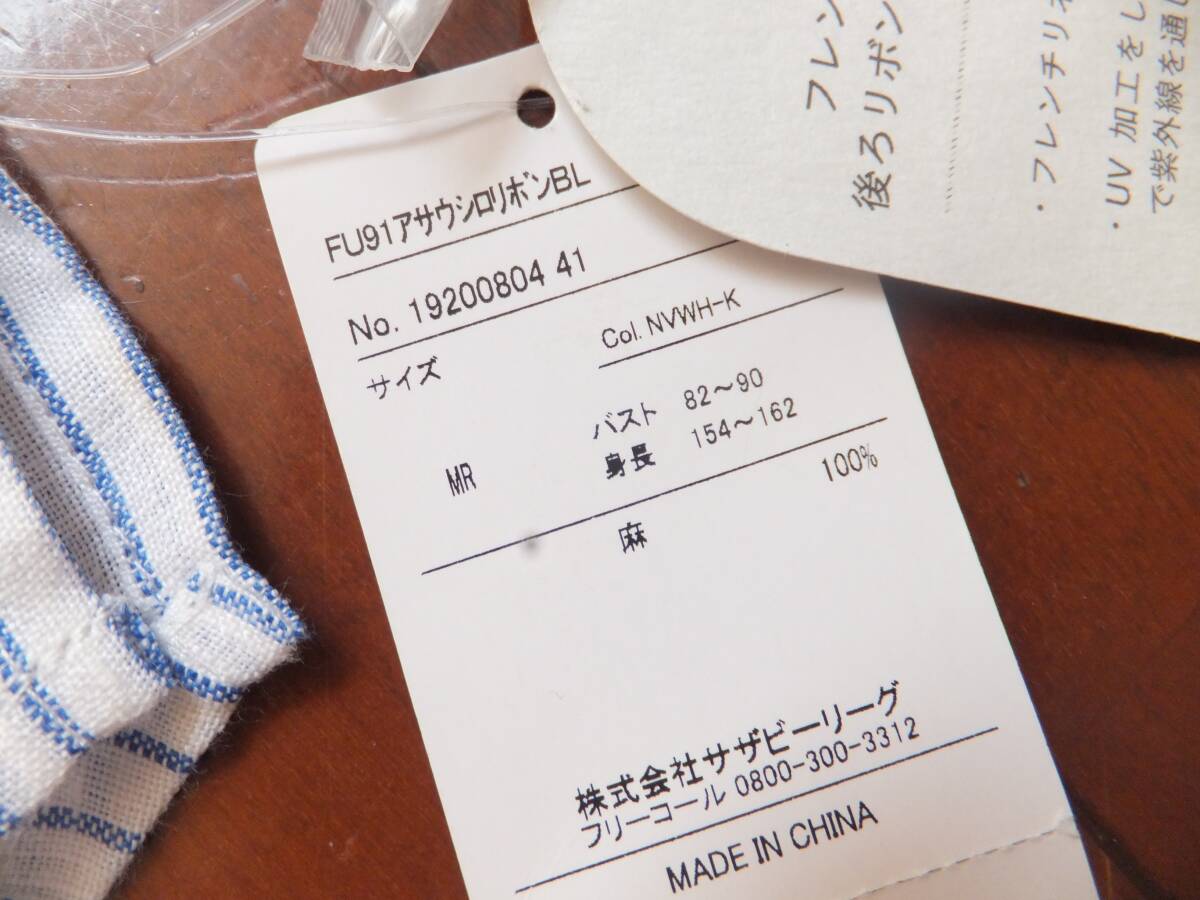 FU91アサウシロリボンBL
No. 19200804 41
サイズ
Col. NVWH-K
MR
バスト 82～90
身長 154～162
麻 100%
株式会社サザビーリーグ
フリーコール 0800-300-3312
MADE IN CHINA
フレン
後ろリボン
・フレンチリネ
・UV 加工をし
で紫外線を通し